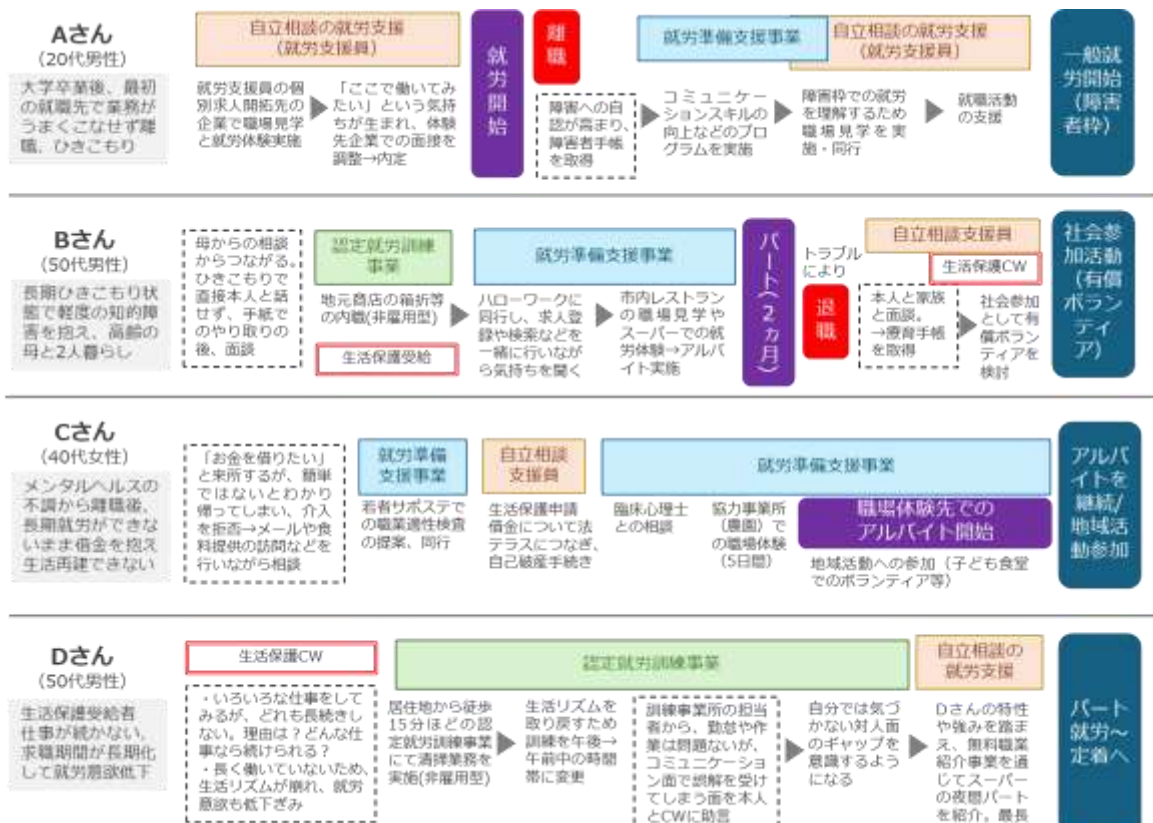 Aさん
(20代男性)
大学卒業後、最初
の就職先で業務が
うまくこなせず離
職、ひきこもり
自立相談の就労支援
(就労支援員)
就労支援員の個
別求人開拓先の
企業で職場見学
と就労体験実施
「ここで働いてみ
たい」という気持
ちが生まれ、体験
先企業での面接を
調整→内定
就労開始
離職
障害への自
認が高まり、
障害者手帳
を取得
就労準備支援事業
コミュニケー
ションスキルの
向上などのプロ
グラムを実施
自立相談の就労支援
(就労支援員)
障害枠での就労
を理解するため
職場見学を実
施・同行
就職活動
の支援
一般就
労開始
(障害
者枠)
Bさん
(50代男性)
長期ひきこもり状
態で軽度の知的障
害を抱え、高齢の
母と2人暮らし
母からの相談
からつながる。
ひきこもりで
直接本人と話
せず、手紙で
のやり取りの
後、面談
認定就労訓練
事業
地元商店の箱折等
の内職(非雇用型)
生活保護受給
就労準備支援事業
ハローワークに
同行し、求人登
録や検索などを
一緒に行いなが
ら気持ちを聞く
市内レストラン
の職場見学や
スーパーでの就
労体験→アルバ
イト実施
パート(2ヵ月)
トラブル
により
退職
自立相談支援員
生活保護CW
本人と家族
と面談。
→療育手帳
を取得
社会参加
として有
償ボラン
ティアを
検討
社会参
加活動
(有償
ボラン
ティア)
Cさん
(40代女性)
メンタルヘルスの
不調から離職後、
長期就労ができな
いまま借金を抱え
生活再建できない
「お金を借りたい」
と来所するが、簡単
ではないとわかり
帰ってしまい、介入
を拒否→メールや食
料提供の訪問などを
行いながら相談
就労準備
支援事業
若者サポステで
の職業適性検査
の提案、同行
自立相談
支援員
生活保護申請
借金について法
テラスにつなぎ、
自己破産手続き
就労準備支援事業
臨床心理士
との相談
協力事業所
(農園)で
の職場体験
(5日間)
職場体験先での
アルバイト開始
地域活動への参加(子ども食堂
でのボランティア等)
アルバ
イトを
継続/
地域活
動参加
Dさん
(50代男性)
生活保護受給者
仕事が続かない、
求職期間が長期化
して就労意欲低下
生活保護CW
・いろいろな仕事をして
みるが、どれも長続きし
ない。理由は？どんな仕
事なら続けられる？
・長く働いていないため、
生活リズムが崩れ、就労
意欲も低下ぎみ
認定就労訓練事業
居住地から徒歩
15分ほどの認
定就労訓練事業
にて清掃業務を
実施(非雇用型)
生活リズムを
取り戻すため
訓練を午後→
午前中の時間
帯に変更
訓練事業所の担当
者から、勤怠や作
業は問題ないが、
コミュニケーショ
ン面で誤解を受け
てしまう面を本人
とCWに助言
自分では気づ
かない対人面
のギャップを
意識するよう
になる
自立相談の
就労支援
Dさんの特性
や強みを踏ま
え、無料職業
紹介事業を通
じてスーパー
の夜間パート
を紹介。最長
パート
就労～
定着へ